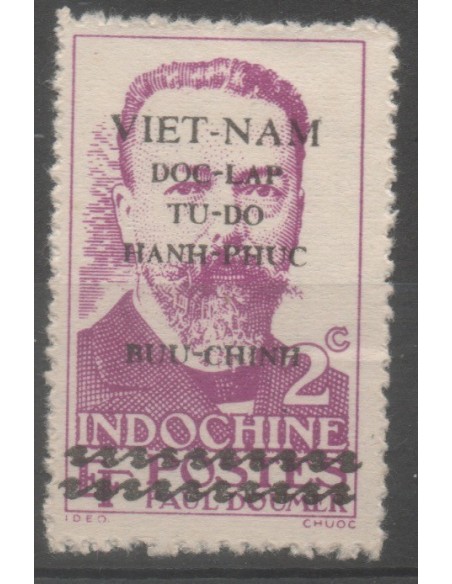 VIET-NAM
DOC-LAP
TU-DO
HANH-PHUC
BUU-CHINH
2C
INDOCHINE
POSTES
PAUL DOUMER
IDEO.
CHUOC